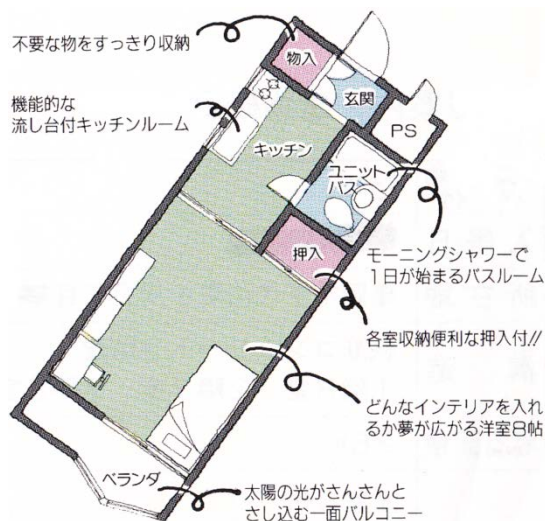 不要な物をすっきり収納
物入
玄関
機能的な
流し台付キッチンルーム
PS
キッチン
ユニット
バス
押入
モーニングシャワーで
1日が始まるバスルーム
各室収納便利な押入付//
どんなインテリアを入れ
るか夢が広がる洋室8帖
ベランダ
太陽の光がさんさんと
さし込む一面バルコニー